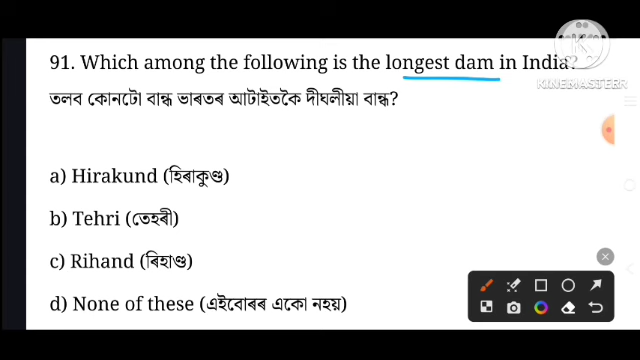 91. Which among the following is the longest dam in India?
KINEMASTER
তলৰ কোনটো বান্ধ ভাৰতৰ আটাইতকৈ দীঘলীয়া বান্ধ?
a) Hirakund (হিৰাকুণ্ড)
b) Tehri (তেহৰী)
c) Rihand (ৰিহাণ্ড)
d) None of these (এইবোৰৰ একো নহয়)